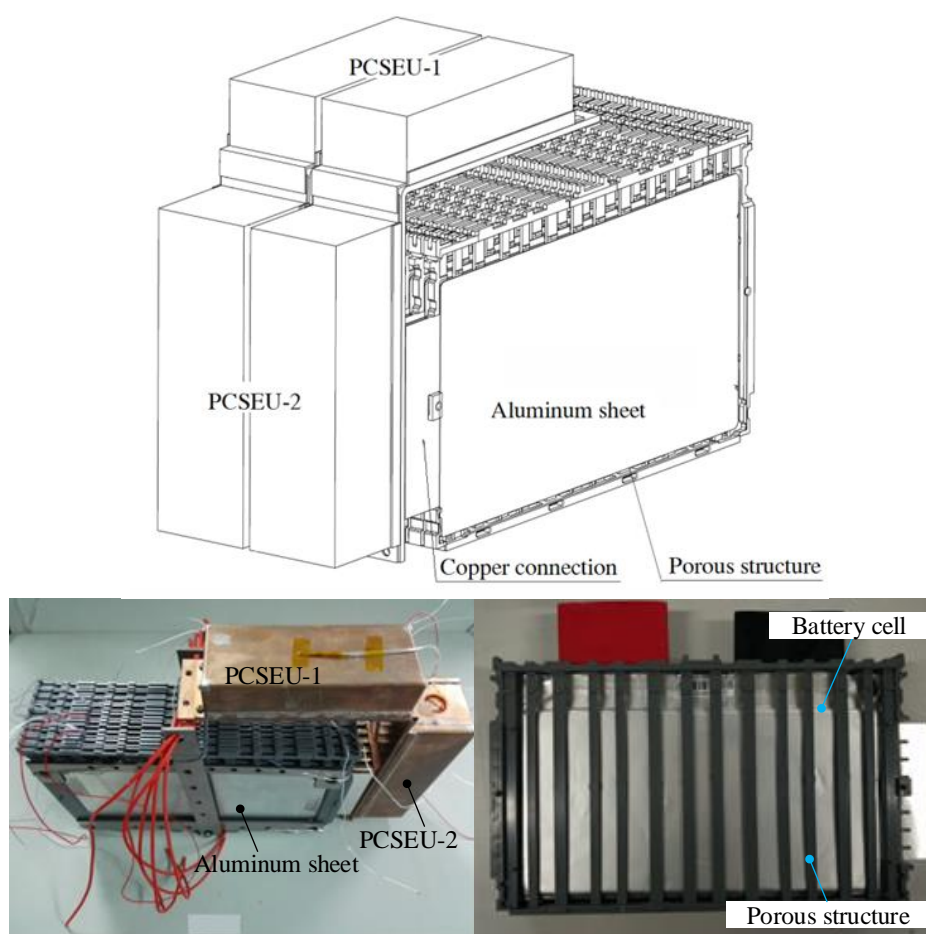 PCSEU-1
PCSEU-2
Aluminum sheet
Copper connection
Porous structure
PCSEU-1
PCSEU-2
Aluminum sheet
Battery cell
Porous structure